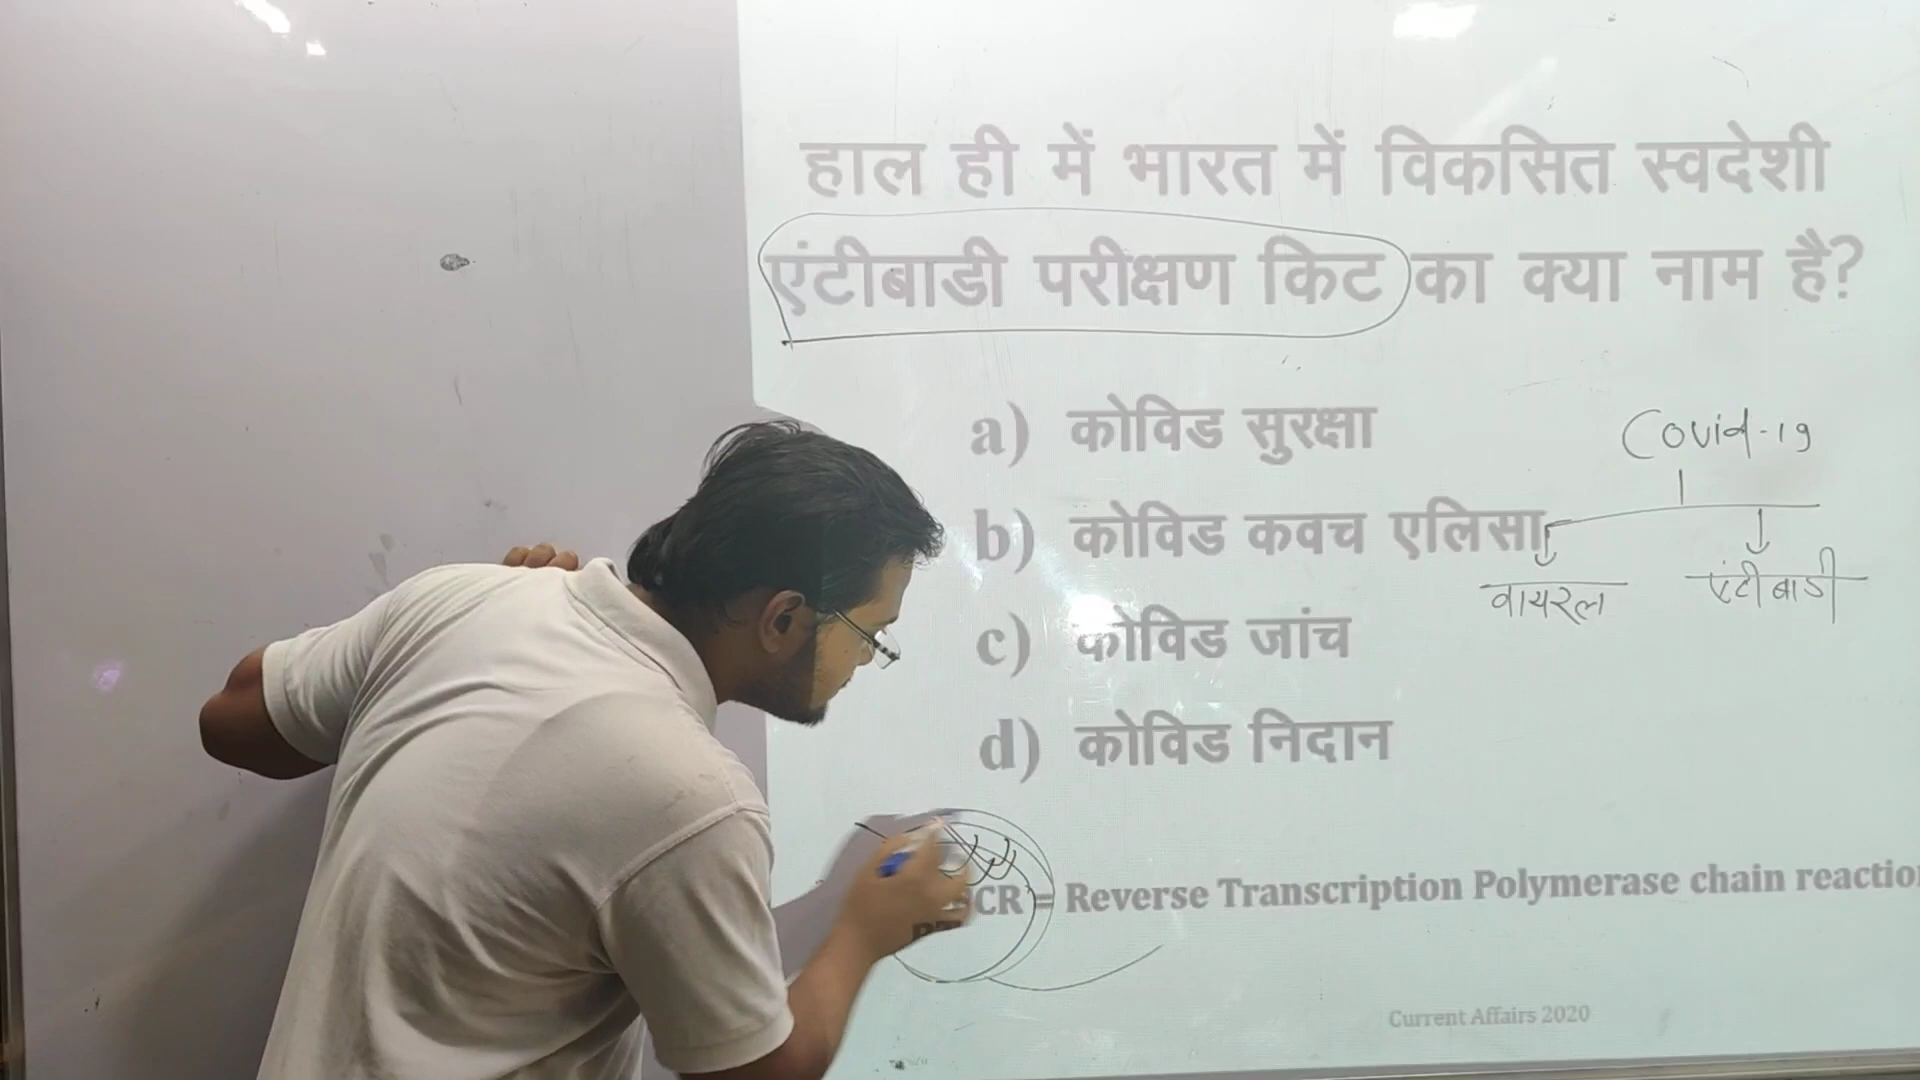 हाल ही में भारत में विकसित स्वदेशी
एंटीबाडी परीक्षण किट का क्या नाम है?
a) कोविड सुरक्षा
b) कोविड कवच एलिसा
c) कोविड जांच
d) कोविड निदान
Covid-19
वायरल
एंटीबाडी
CR = Reverse Transcription Polymerase chain reactio
Current Affairs 2020